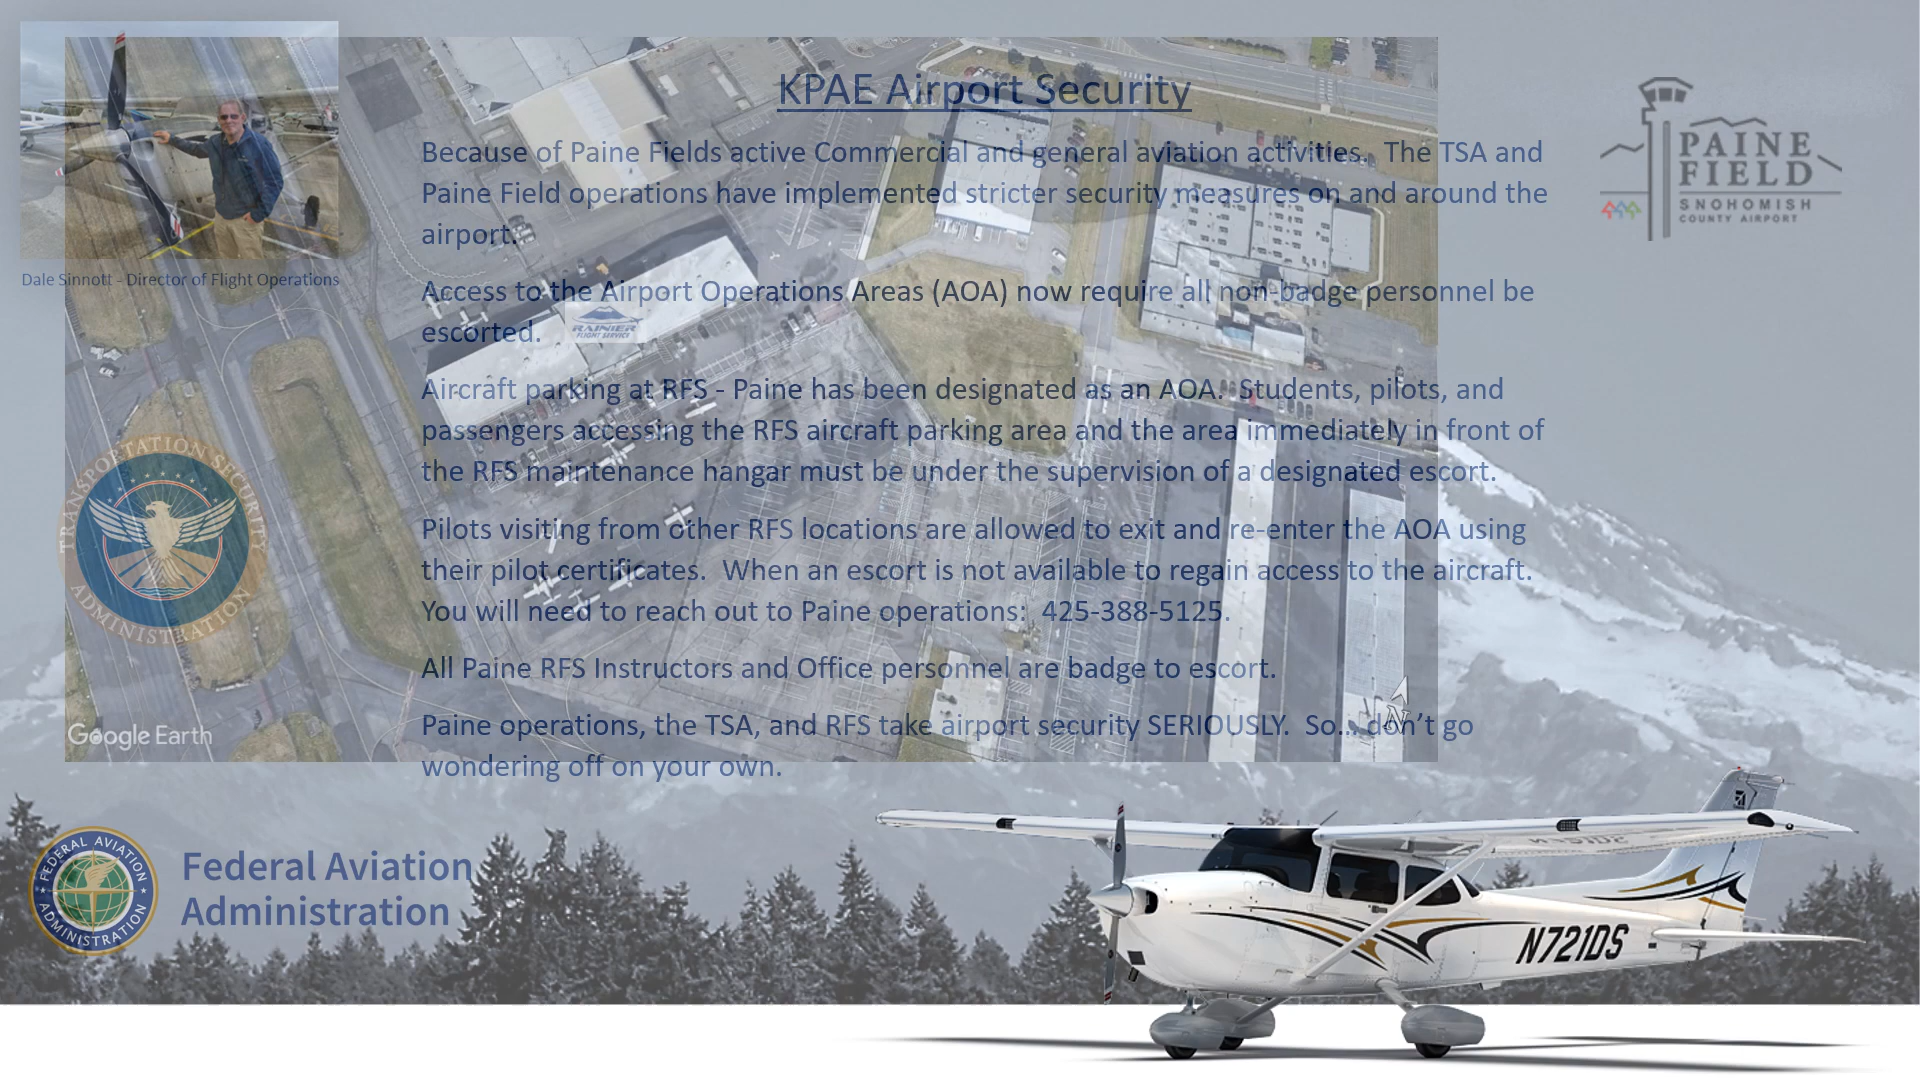 KPAE Airport Security
Because of Paine Fields active Commercial and general aviation activities.  The TSA and
Paine Field operations have implemented stricter security measures on and around the
airport.
Access to the Airport Operations Areas (AOA) now require all non-badge personnel be
escorted.
Aircraft parking at RFS - Paine has been designated as an AOA.  Students, pilots, and
passengers accessing the RFS aircraft parking area and the area immediately in front of
the RFS maintenance hangar must be under the supervision of a designated escort.
Pilots visiting from other RFS locations are allowed to exit and re-enter the AOA using
their pilot certificates.  When an escort is not available to regain access to the aircraft.
You will need to reach out to Paine operations:  425-388-5125.
All Paine RFS Instructors and Office personnel are badge to escort.
Paine operations, the TSA, and RFS take airport security SERIOUSLY.  So... don't go
wondering off on your own.
Dale Sinnott - Director of Flight Operations
PAINE
FIELD
SNOHOMISH
COUNTY AIRPORT
RAINIER
FLIGHT SERVICE
TRANSPORTATION SECURITY
ADMINISTRATION
Google Earth
N
FEDERAL AVIATION
ADMINISTRATION
Federal Aviation
Administration
N721DS